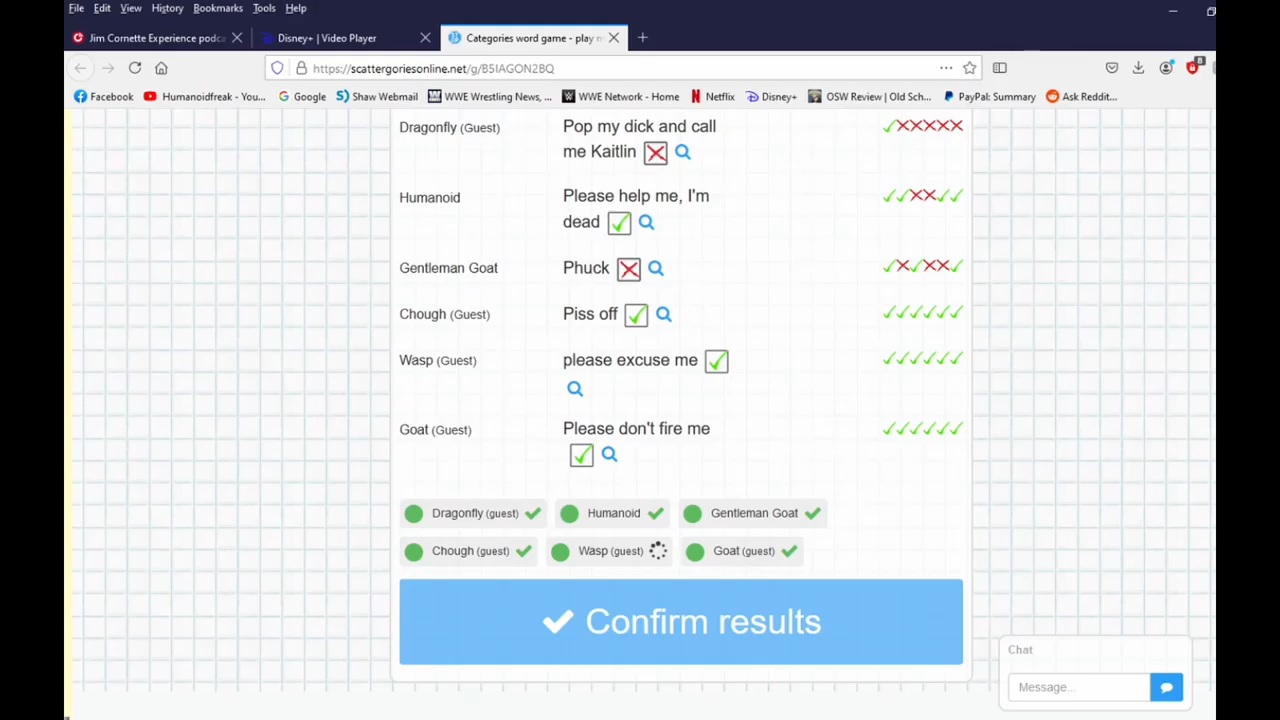 File Edit View History Bookmarks Tools Help
Jim Cornette Experience podca Disney+ | Video Player Categories word game - play m
https://scattergoriesonline.net/g/B5IAGON2BQ
8
Facebook Humanoidfreak - You... Google Shaw Webmail WWE Wrestling News, ... WWE Network - Home Netflix Disney+ OSW Review | Old Sch... PayPal: Summary Ask Reddit...
Dragonfly (Guest) Pop my dick and call
me Kaitlin
Humanoid Please help me, I'm
dead
Gentleman Goat Phuck
Chough (Guest) Piss off
Wasp (Guest) please excuse me
Goat (Guest) Please don't fire me
Dragonfly (guest) Humanoid Gentleman Goat
Chough (guest) Wasp (guest) Goat (guest)
Confirm results
Chat
Message...